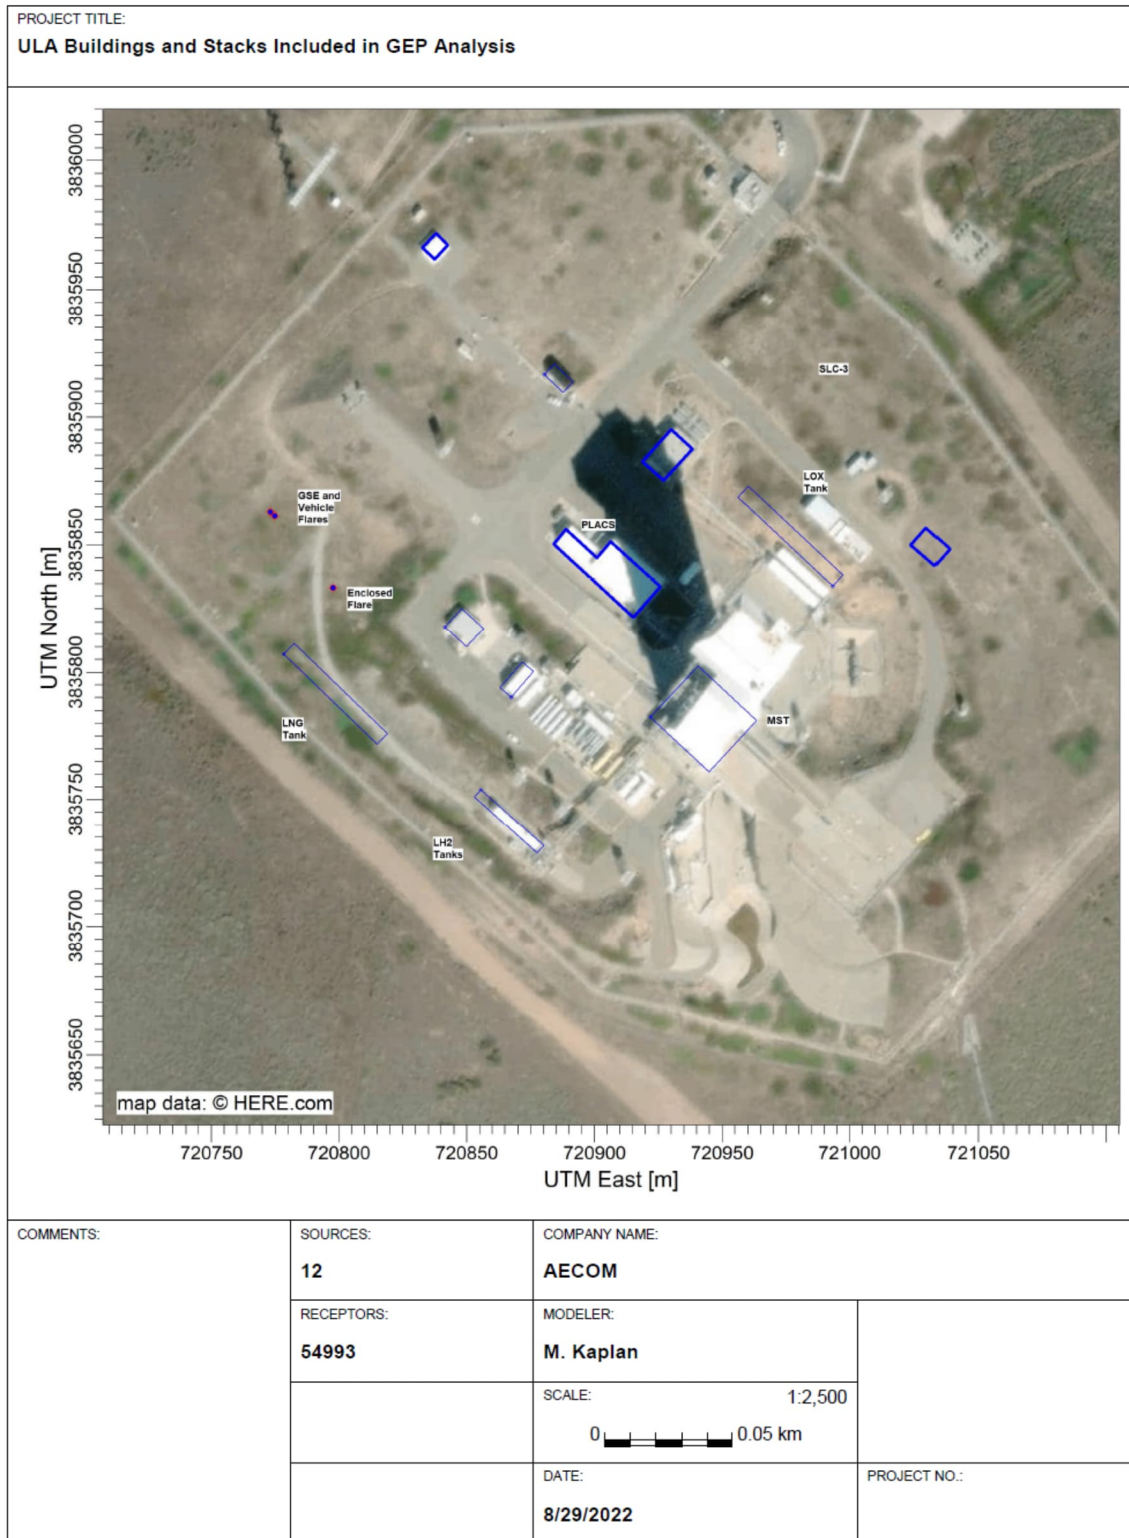 PROJECT TITLE:
ULA Buildings and Stacks Included in GEP Analysis
UTM North [m]
3836000
3835950
3835900
3835850
3835800
3835750
3835700
3835650
SLC-3
LOX
Tank
GSE and
Vehicle
Flares
PLACS
Enclosed
Flare
LNG
Tank
MST
LH2
Tanks
map data: © HERE.com
720750 720800 720850 720900 720950 721000 721050
UTM East [m]
COMMENTS:
SOURCES:
12
COMPANY NAME:
AECOM
RECEPTORS:
54993
MODELER:
M. Kaplan
SCALE: 1:2,500
0 0.05 km
DATE:
8/29/2022
PROJECT NO.: